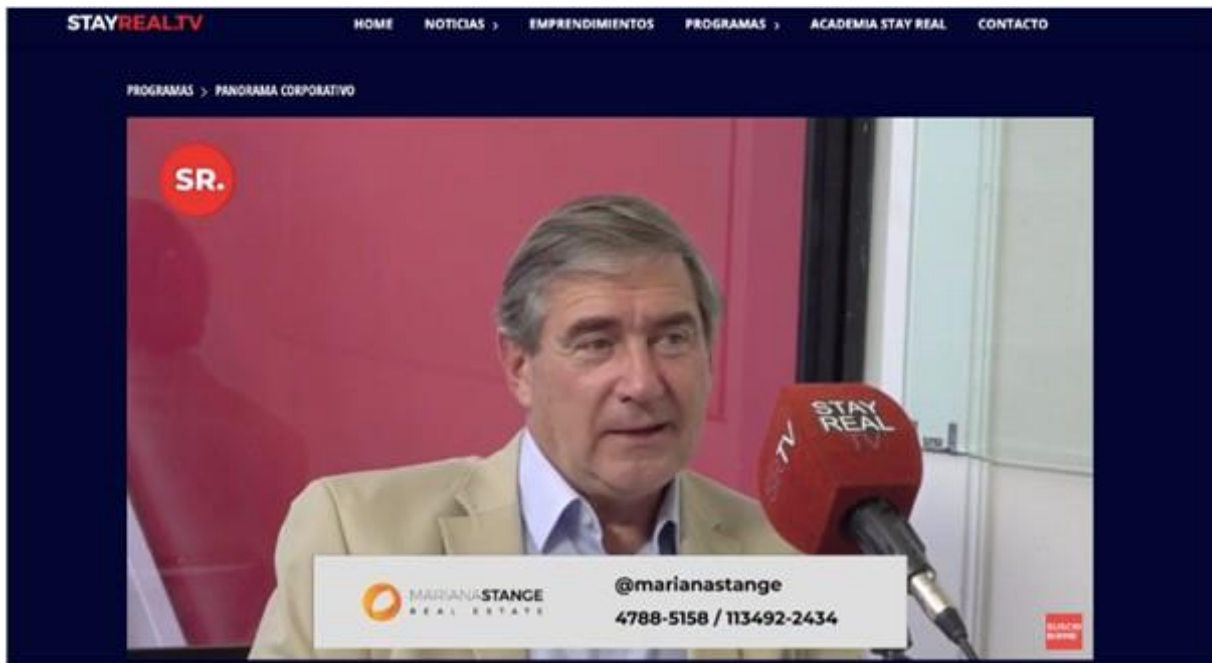 STAYREAL.TV
HOME NOTICIAS > EMPRENDIMIENTOS PROGRAMAS > ACADEMIA STAY REAL CONTACTO
PROGRAMAS > PANORAMA CORPORATIVO
SR.
STAY
REAL
TV
SRTV
MARIANASTANGE
REAL ESTATE
@marianastange
4788-5158 / 113492-2434